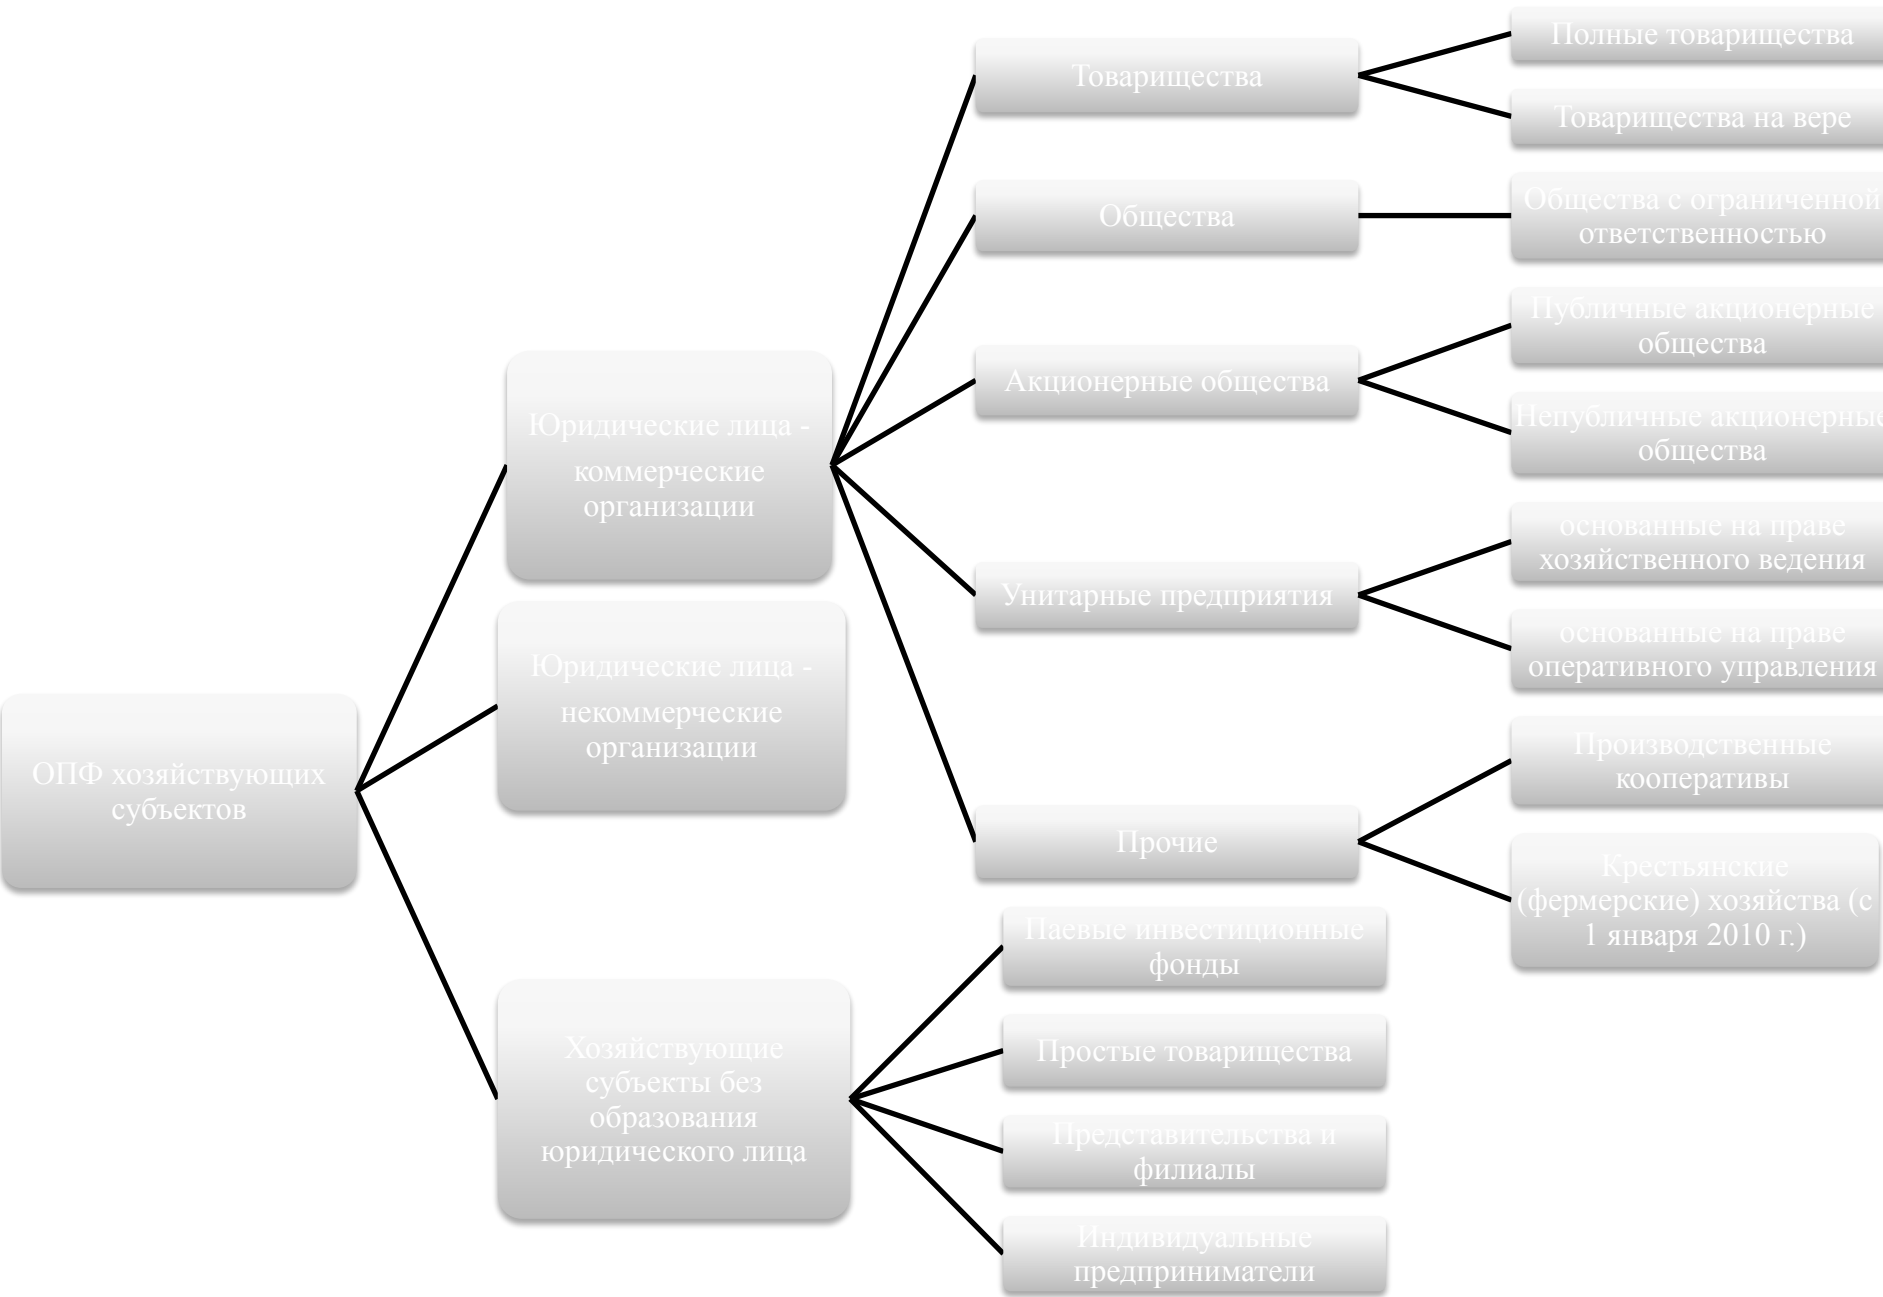 ОПФ хозяйствующих
субъектов
Юридические лица -
коммерческие
организации
Товарищества
Полные товарищества
Товарищества на вере
Общества
Общества с ограниченной
ответственностью
Акционерные общества
Публичные акционерные
общества
Непубличные акционерные
общества
Унитарные предприятия
основанные на праве
хозяйственного ведения
основанные на праве
оперативного управления
Прочие
Производственные
кооперативы
Крестьянские
(фермерские) хозяйства (с
1 января 2010 г.)
Юридические лица -
некоммерческие
организации
Хозяйствующие
субъекты без
образования
юридического лица
Паевые инвестиционные
фонды
Простые товарищества
Представительства и
филиалы
Индивидуальные
предприниматели